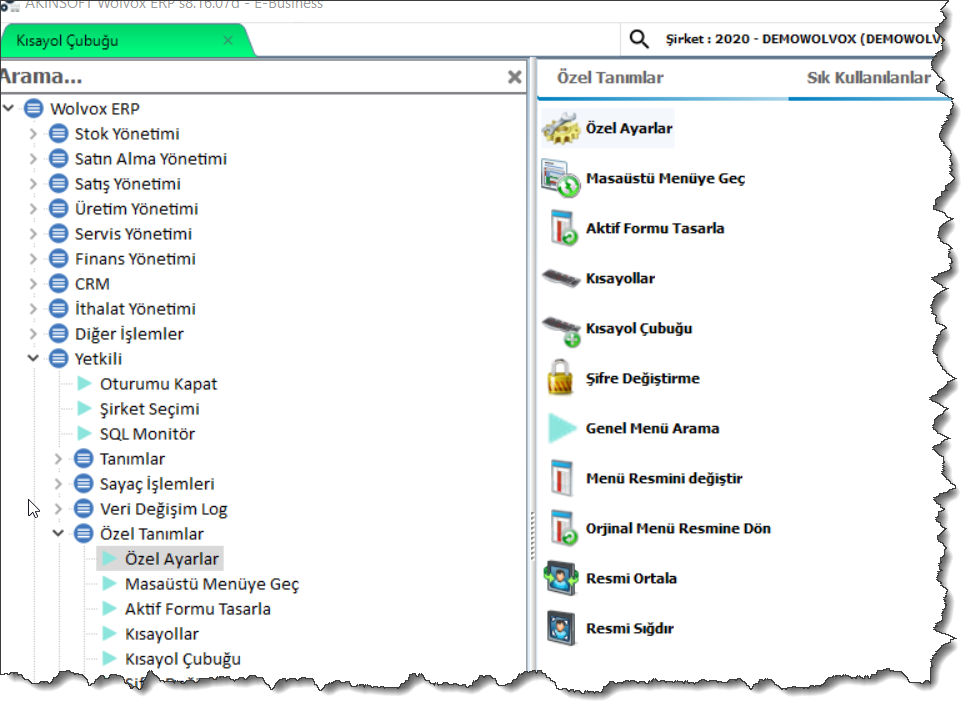 AKINSOFT Wolvox ERP s8.16.07d - E-Business
Kısayol Çubuğu
Şirket : 2020 - DEMOWOLVOX (DEMOWOLV
Arama...
Özel Tanımlar
Sık Kullanılanlar
Wolvox ERP
Stok Yönetimi
Satın Alma Yönetimi
Satış Yönetimi
Üretim Yönetimi
Servis Yönetimi
Finans Yönetimi
CRM
İthalat Yönetimi
Diğer İşlemler
Yetkili
Oturumu Kapat
Şirket Seçimi
SQL Monitör
Tanımlar
Sayaç İşlemleri
Veri Değişim Log
Özel Tanımlar
Özel Ayarlar
Masaüstü Menüye Geç
Aktif Formu Tasarla
Kısayollar
Kısayol Çubuğu
Özel Ayarlar
Masaüstü Menüye Geç
Aktif Formu Tasarla
Kısayollar
Kısayol Çubuğu
Şifre Değiştirme
Genel Menü Arama
Menü Resmini değiştir
Orjinal Menü Resmine Dön
Resmi Ortala
Resmi Sığdır